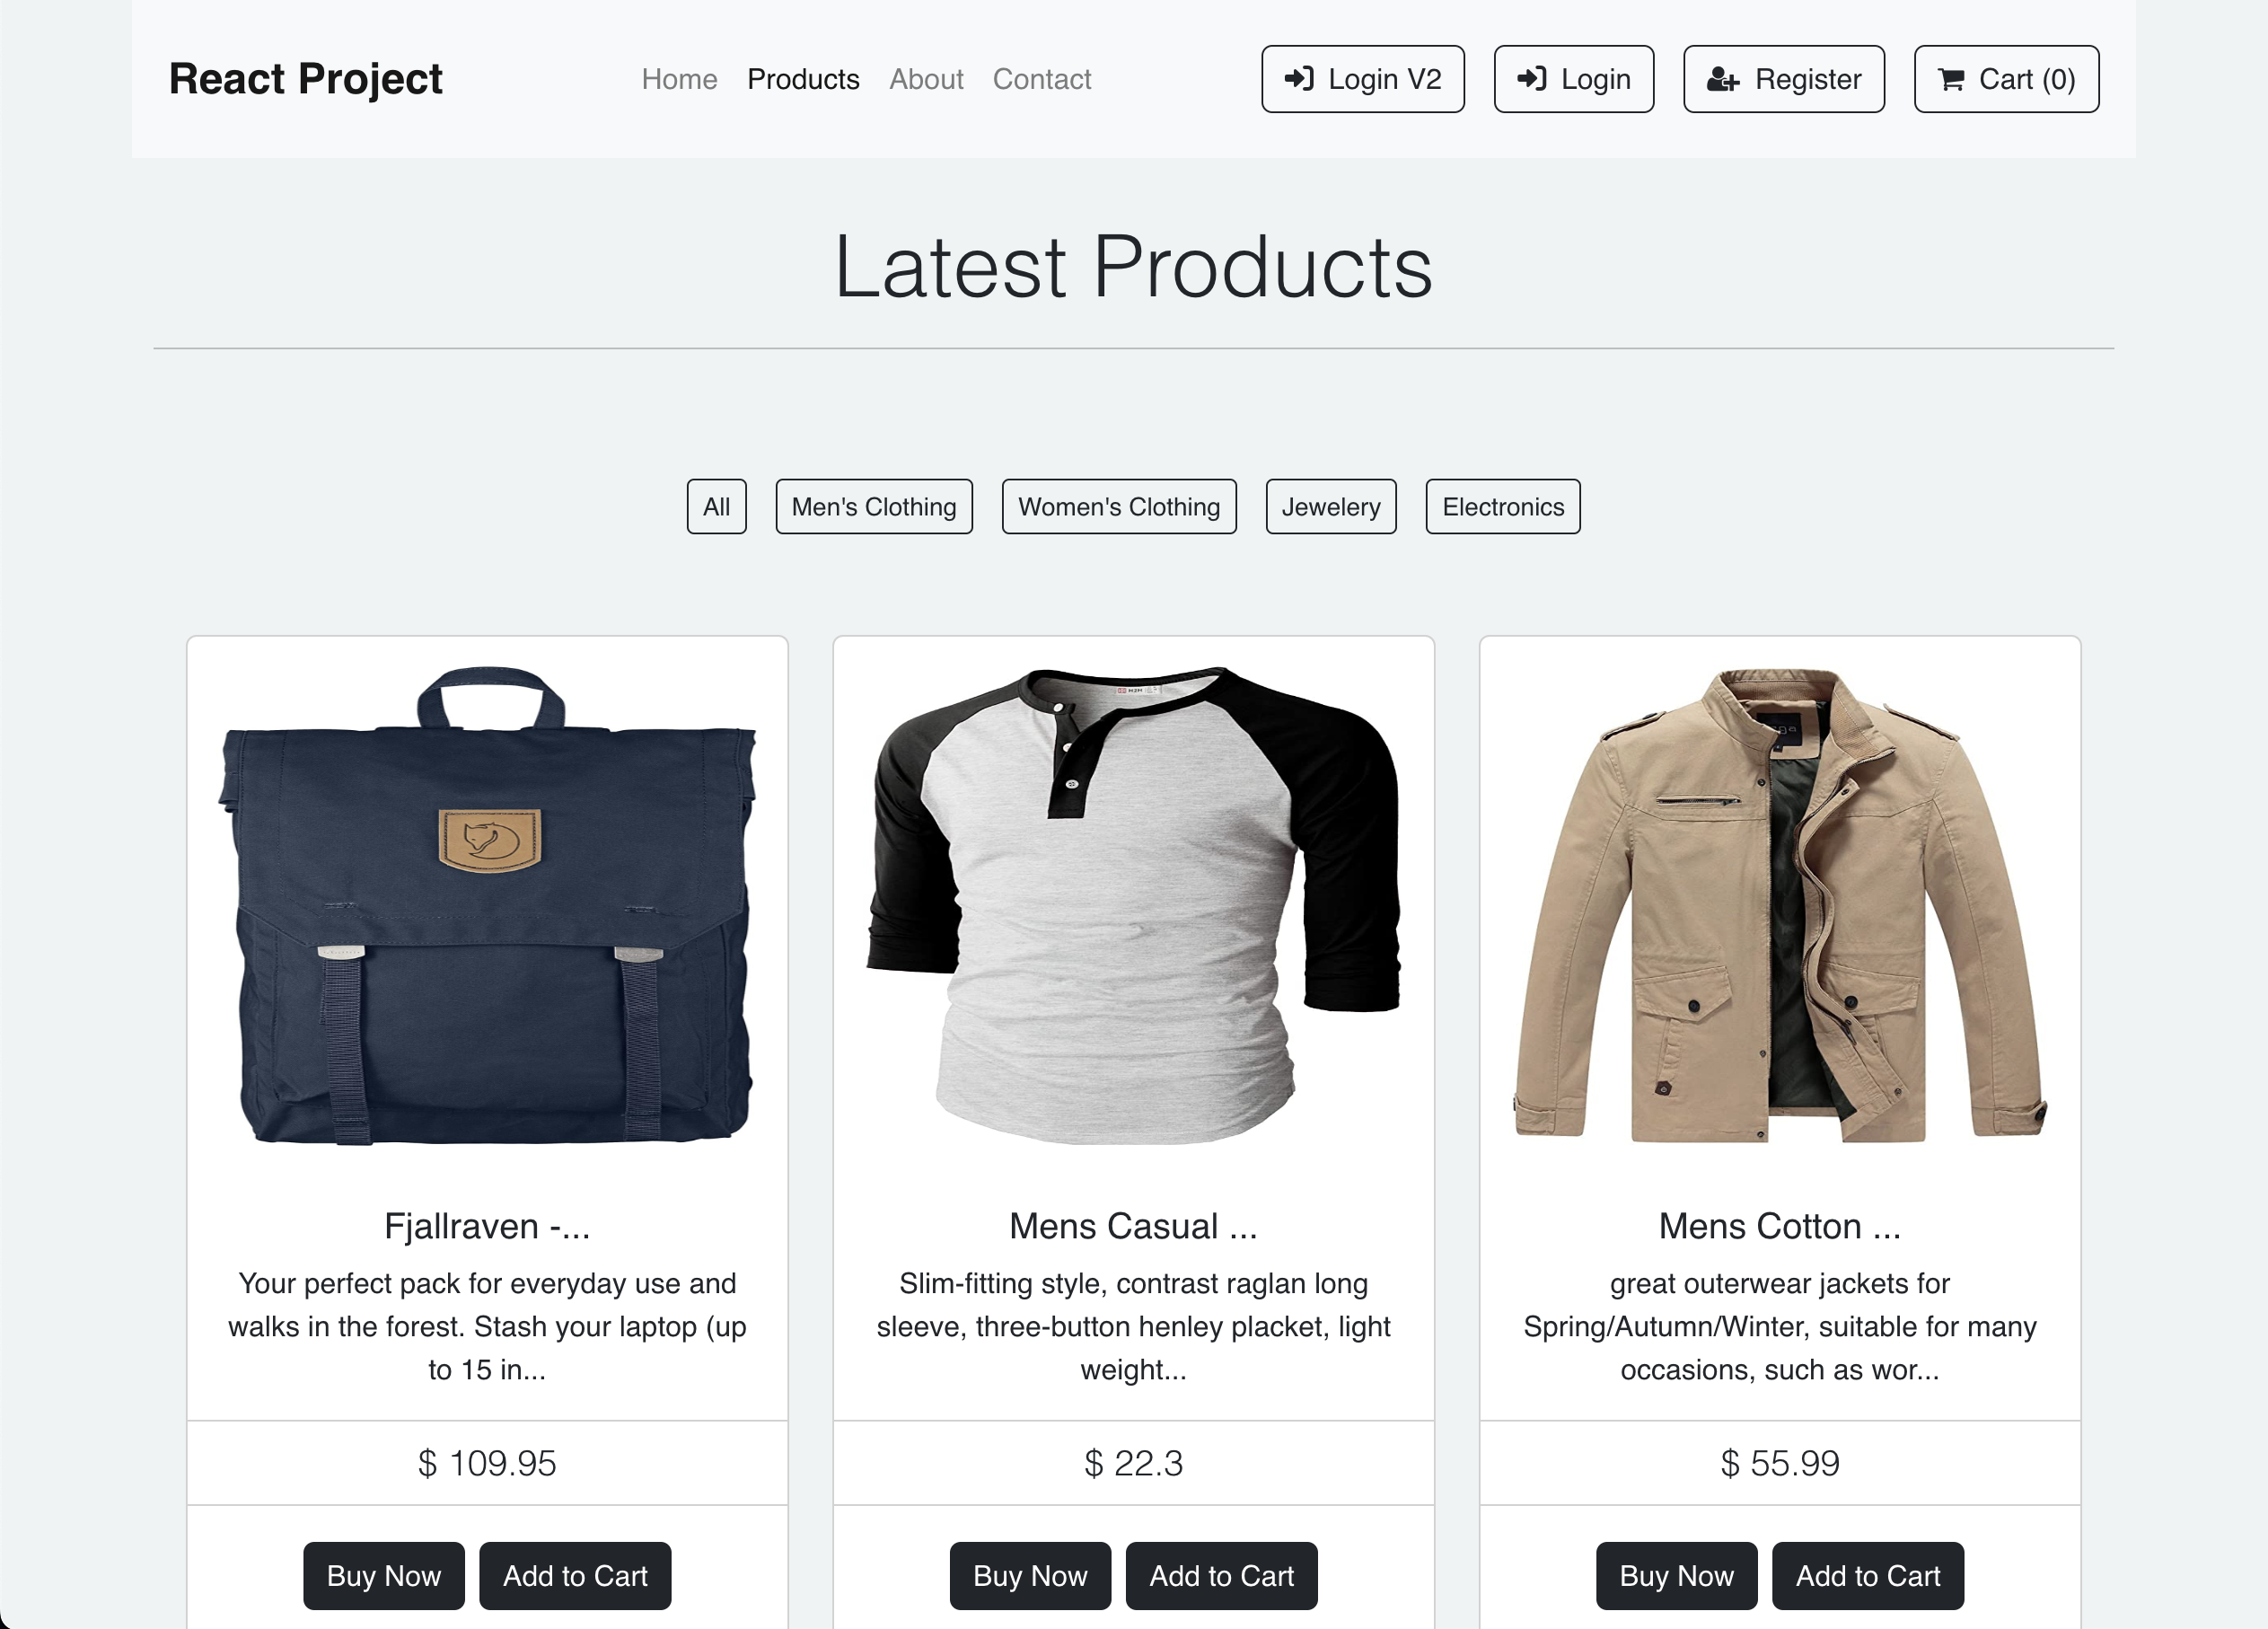 React Project
Home Products About Contact
Login V2 Login Register Cart (0)
Latest Products
All Men's Clothing Women's Clothing Jewelery Electronics
Fjallraven -...
Your perfect pack for everyday use and
walks in the forest. Stash your laptop (up
to 15 in...
$ 109.95
Buy Now Add to Cart
Mens Casual ...
Slim-fitting style, contrast raglan long
sleeve, three-button henley placket, light
weight...
$ 22.3
Buy Now Add to Cart
Mens Cotton ...
great outerwear jackets for
Spring/Autumn/Winter, suitable for many
occasions, such as wor...
$ 55.99
Buy Now Add to Cart